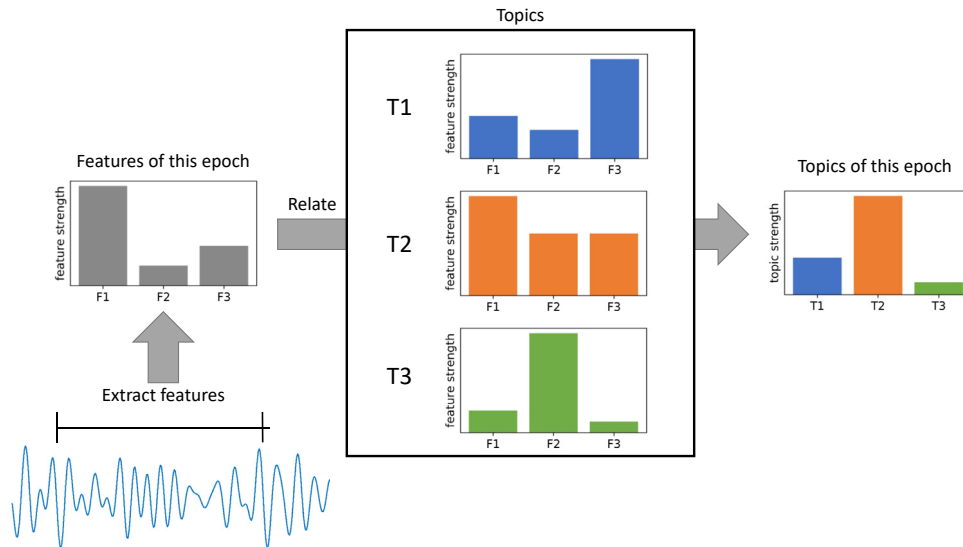 Topics
T1
feature strength
F1 F2 F3
Features of this epoch
feature strength
F1 F2 F3
Relate
T2
feature strength
F1 F2 F3
T3
feature strength
F1 F2 F3
Topics of this epoch
topic strength
T1 T2 T3
Extract features